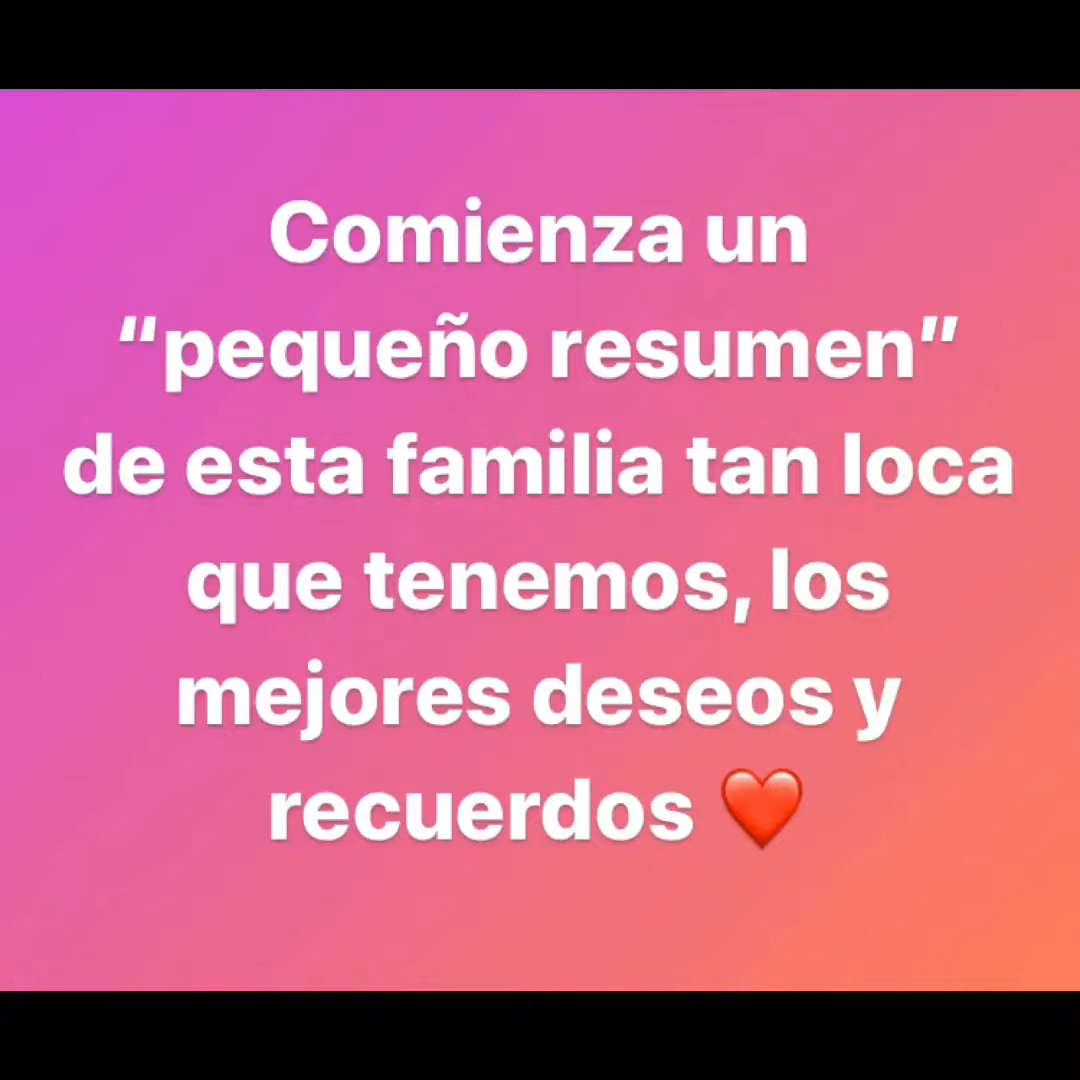 Comienza un
“pequeño resumen”
de esta familia tan loca
que tenemos, los
mejores deseos y
recuerdos ❤️